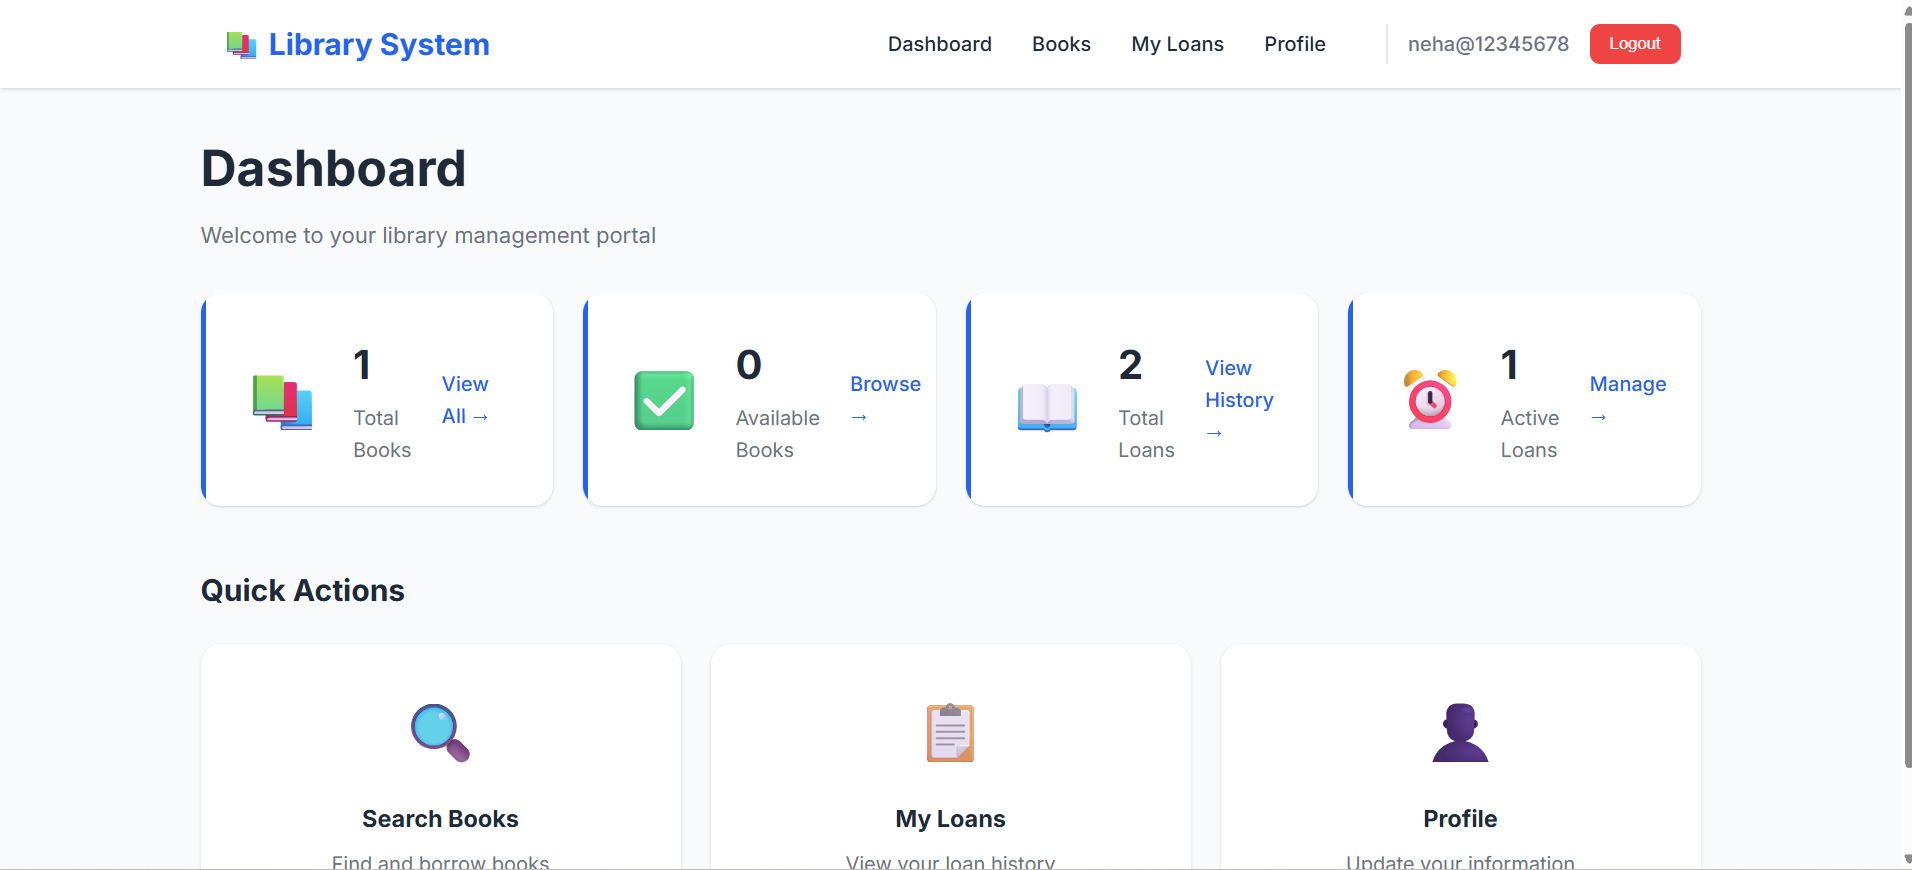 Library System
Dashboard
Books
My Loans
Profile
neha@12345678
Logout
Dashboard
Welcome to your library management portal
1
Total
Books
View
All →
0
Available
Books
Browse
→
2
Total
Loans
View
History
→
1
Active
Loans
Manage
→
Quick Actions
Search Books
Find and borrow books
My Loans
View your loan history
Profile
Update your information